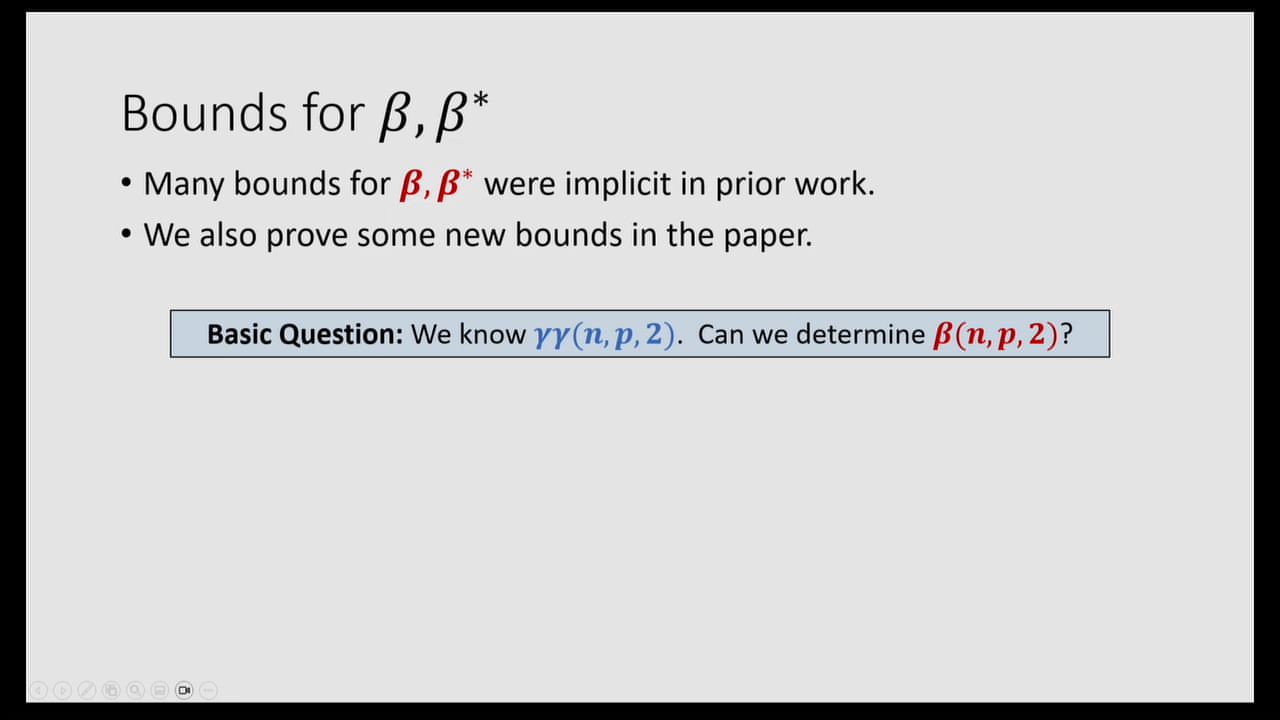 Bounds for β, β*
• Many bounds for β, β* were implicit in prior work.
• We also prove some new bounds in the paper.
Basic Question: We know γγ(n, p, 2). Can we determine β(n, p, 2)?